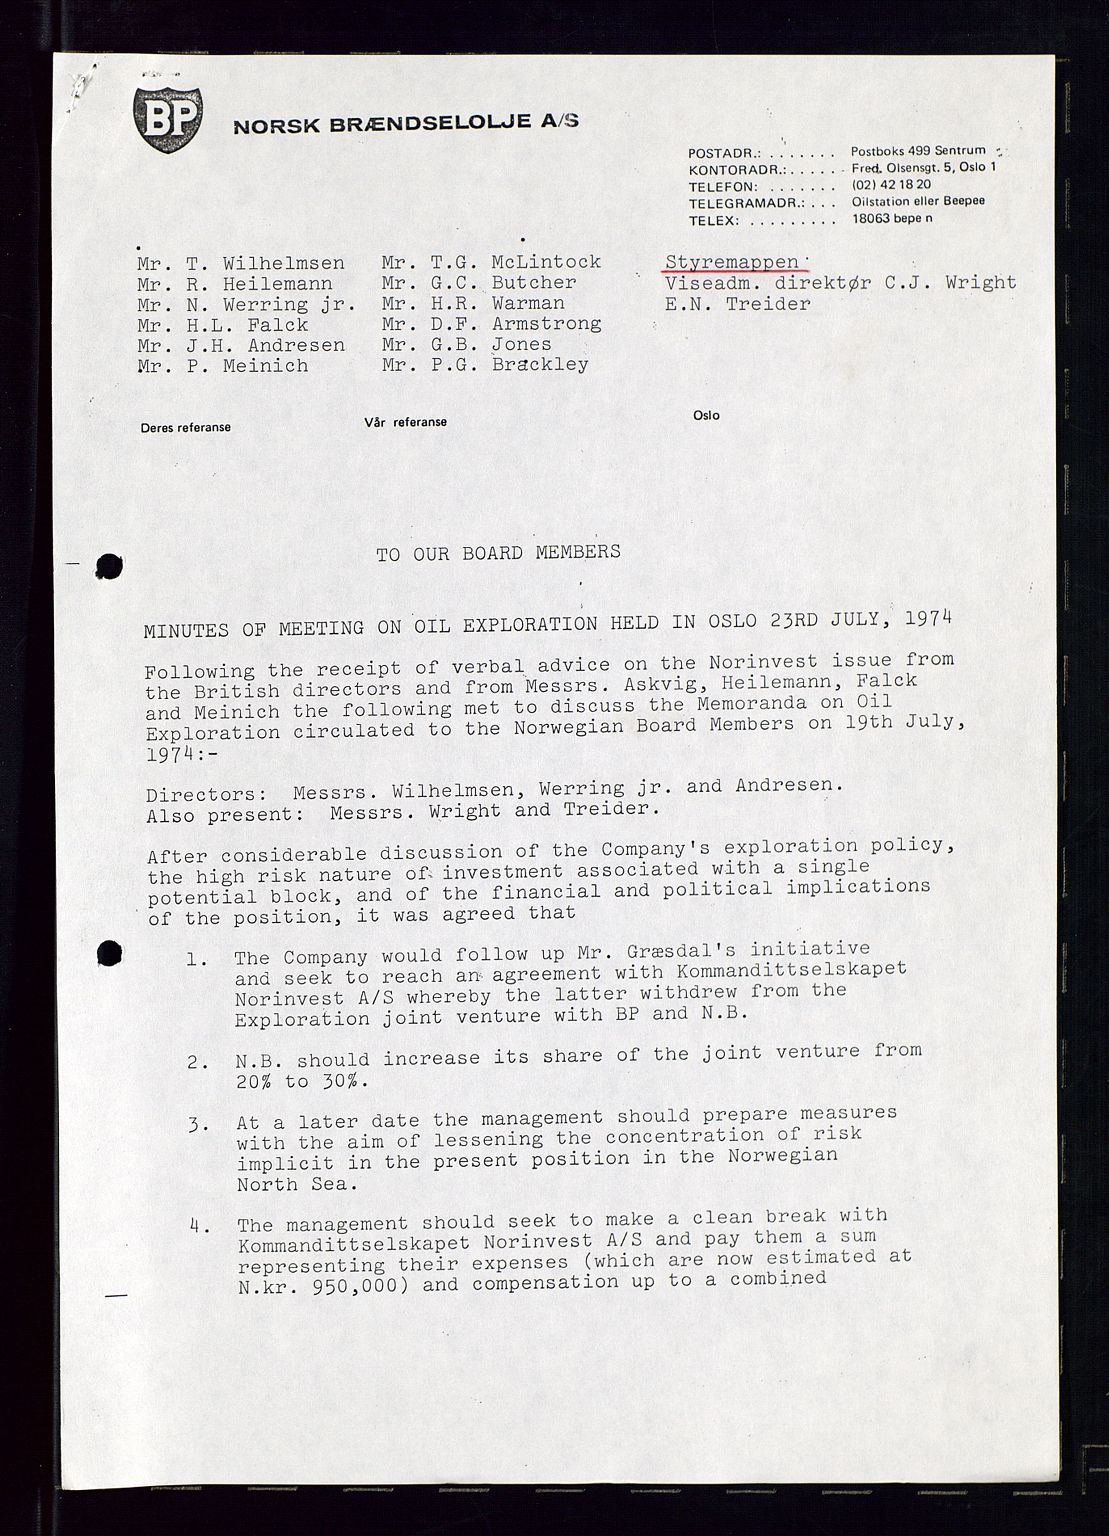 BP
NORSK BRÆNDSELOLJE A/S
POSTADR.: ....... Postboks 499 Sentrum
KONTORADR.: ...... Fred. Olsensgt. 5, Oslo 1
TELEFON: ....... (02) 42 18 20
TELEGRAMADR.: ... Oilstation eller Beepee
TELEX: ......... 18063 bepe n
Mr. T. Wilhelmsen Mr. T.G. McLintock Styremappen
Mr. R. Heilemann Mr. G.C. Butcher Viseadm. direktør C.J. Wright
Mr. N. Werring jr. Mr. H.R. Warman E.N. Treider
Mr. H.L. Falck Mr. D.F. Armstrong
Mr. J.H. Andresen Mr. G.B. Jones
Mr. P. Meinich Mr. P.G. Brackley
Deres referanse Vår referanse Oslo
TO OUR BOARD MEMBERS
MINUTES OF MEETING ON OIL EXPLORATION HELD IN OSLO 23RD JULY, 1974
Following the receipt of verbal advice on the Norinvest issue from
the British directors and from Messrs. Askvig, Heilemann, Falck
and Meinich the following met to discuss the Memoranda on Oil
Exploration circulated to the Norwegian Board Members on 19th July,
1974:-
Directors: Messrs. Wilhelmsen, Werring jr. and Andresen.
Also present: Messrs. Wright and Treider.
After considerable discussion of the Company's exploration policy,
the high risk nature of investment associated with a single
potential block, and of the financial and political implications
of the position, it was agreed that
1. The Company would follow up Mr. Græsdal's initiative
and seek to reach an agreement with Kommandittselskapet
Norinvest A/S whereby the latter withdrew from the
Exploration joint venture with BP and N.B.
2. N.B. should increase its share of the joint venture from
20% to 30%.
3. At a later date the management should prepare measures
with the aim of lessening the concentration of risk
implicit in the present position in the Norwegian
North Sea.
4. The management should seek to make a clean break with
Kommandittselskapet Norinvest A/S and pay them a sum
representing their expenses (which are now estimated at
N.kr. 950,000) and compensation up to a combined